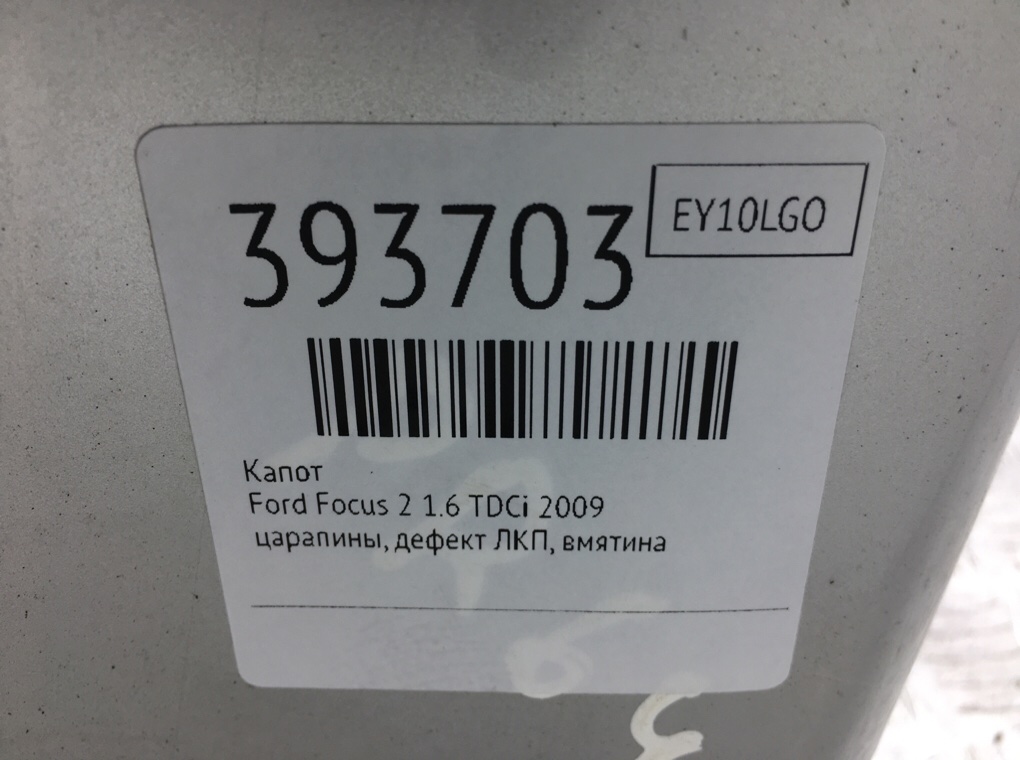 393703
EY10LGO
Капот
Ford Focus 2 1.6 TDCi 2009
царапины, дефект ЛКП, вмятина